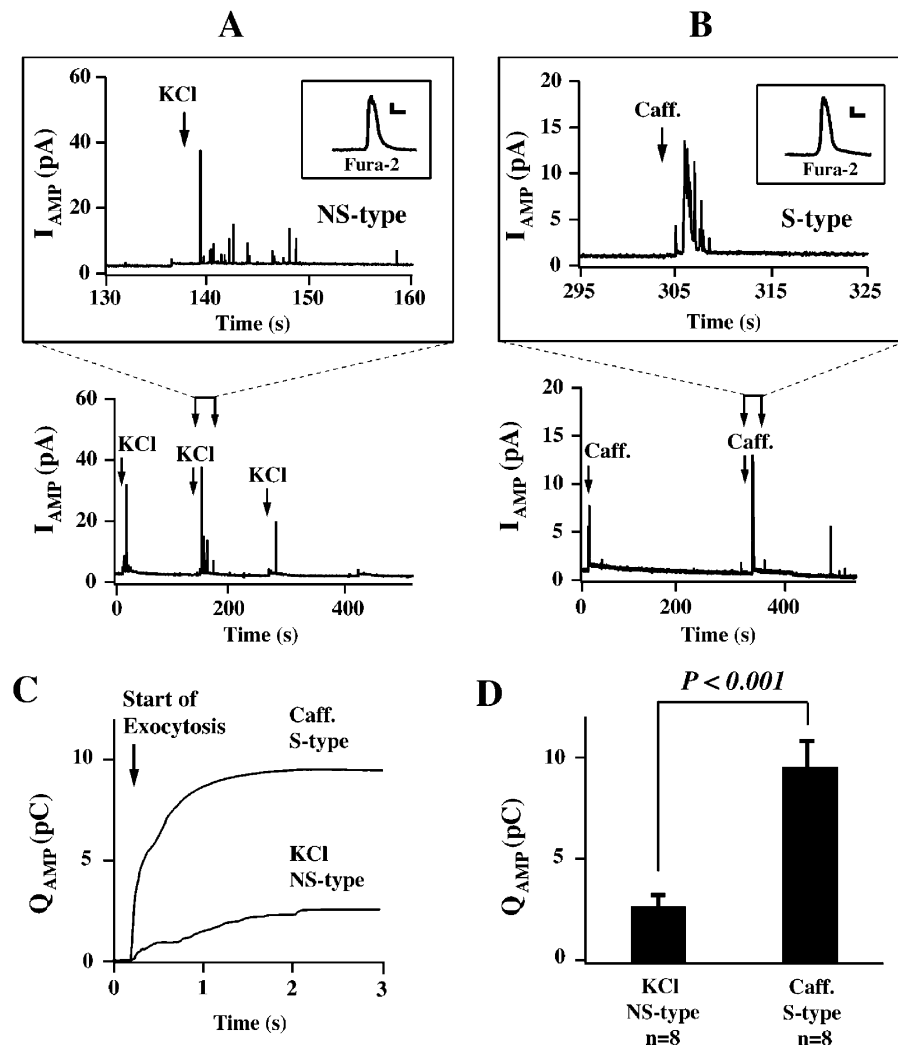 A
B
60
40
20
0
I AMP (pA)
KCl
Fura-2
NS-type
130
140
150
160
Time (s)
20
15
10
5
0
I AMP (pA)
Caff.
Fura-2
S-type
295
305
315
325
Time (s)
60
40
20
0
I AMP (pA)
KCl
KCl
KCl
0
200
400
Time (s)
20
15
10
5
0
I AMP (pA)
Caff.
Caff.
0
200
400
Time (s)
C
Start of
Exocytosis
Caff.
S-type
KCl
NS-type
10
5
0
Q AMP (pC)
0
1
2
3
Time (s)
D
P < 0.001
10
5
0
Q AMP (pC)
KCl
NS-type
n=8
Caff.
S-type
n=8